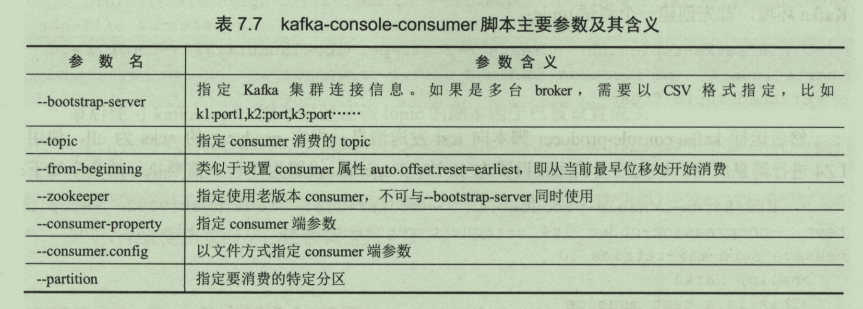 表 7.7 kafka-console-consumer 脚本主要参数及其含义
参 数 名 参 数 含 义
--bootstrap-server 指定 Kafka 集群连接信息。如果是多台 broker，需要以 CSV 格式指定，比如
k1:port1,k2:port,k3:port……
--topic 指定 consumer 消费的 topic
--from-beginning 类似于设置 consumer 属性 auto.offset.reset=earliest，即从当前最早位移处开始消费
--zookeeper 指定使用老版本 consumer，不可与--bootstrap-server 同时使用
--consumer-property 指定 consumer 端参数
--consumer.config 以文件方式指定 consumer 端参数
--partition 指定要消费的特定分区